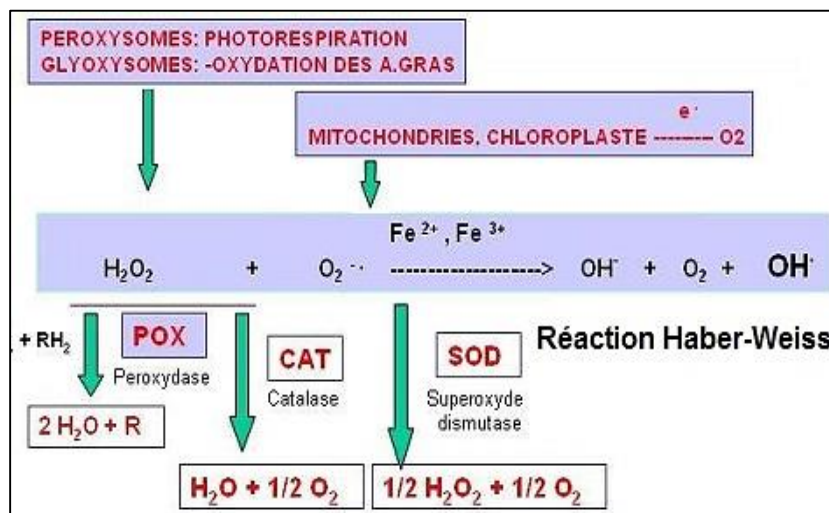 PEROXYSOMES: PHOTORESPIRATION
GLYOXYSOMES: -OXYDATION DES A.GRAS
e-
MITOCHONDRIES, CHLOROPLASTE --------- O2
Fe 2+ , Fe 3+
H2O2 + O2 -· ---------------------> OH- + O2 + OH·
Réaction Haber-Weiss
+ RH2
POX
Peroxydase
CAT
Catalase
SOD
Superoxyde
dismutase
2 H2O + R
H2O + 1/2 O2
1/2 H2O2 + 1/2 O2